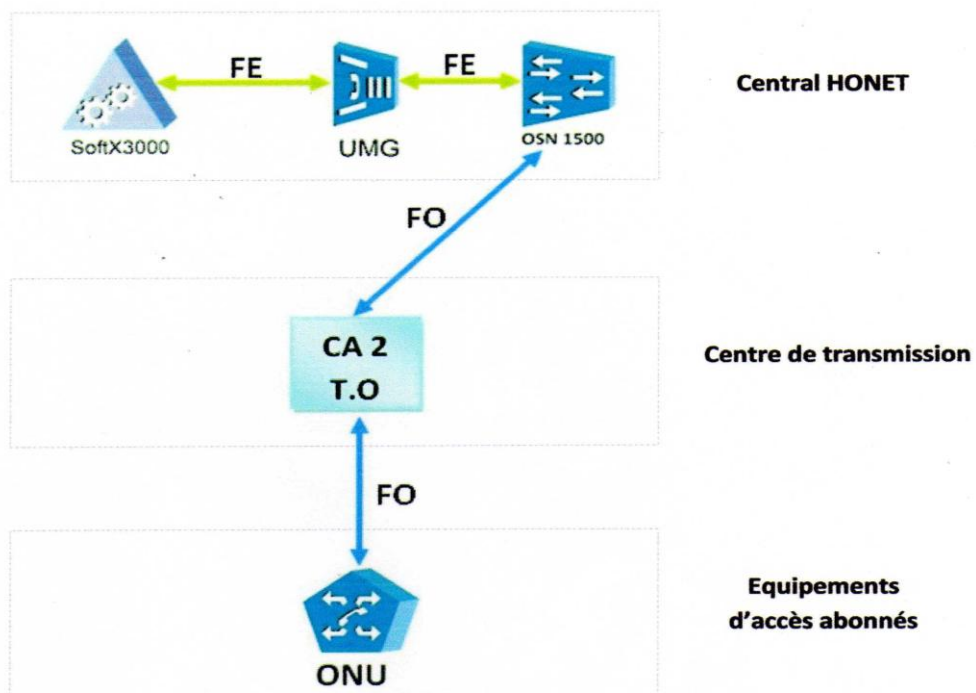 FE
FE
Central HONET
SoftX3000
UMG
OSN 1500
FO
CA 2
T.O
Centre de transmission
FO
Equipements
d'accès abonnés
ONU